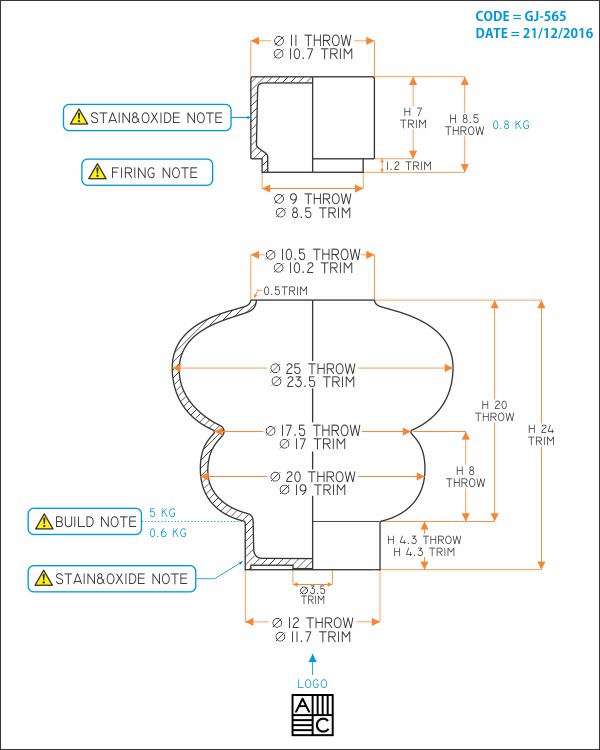 CODE = GJ-565
DATE = 21/12/2016
Ø 11 THROW
Ø 10.7 TRIM
STAIN&OXIDE NOTE
H 7
TRIM
H 8.5
THROW
0.8 KG
FIRING NOTE
1.2 TRIM
Ø 9 THROW
Ø 8.5 TRIM
Ø 10.5 THROW
Ø 10.2 TRIM
0.5TRIM
Ø 25 THROW
Ø 23.5 TRIM
H 20
THROW
H 24
TRIM
Ø 17.5 THROW
Ø 17 TRIM
Ø 20 THROW
Ø 19 TRIM
H 8
THROW
BUILD NOTE
5 KG
0.6 KG
H 4.3 THROW
H 4.3 TRIM
STAIN&OXIDE NOTE
Ø3.5
TRIM
Ø 12 THROW
Ø 11.7 TRIM
LOGO
A
C